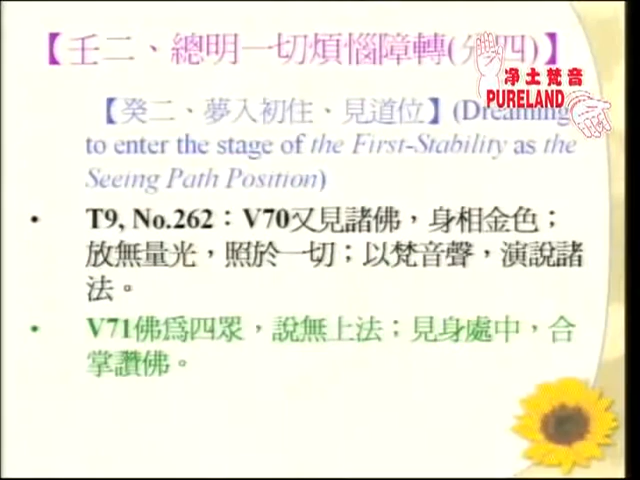 【壬二、總明一切煩惱障轉(分四)】
净土梵音
PURELAND
【癸二、夢入初住、見道位】(Dreaming
to enter the stage of the First-Stability as the
Seeing Path Position)
• T9, No.262：V70又見諸佛，身相金色；
放無量光，照於一切；以梵音聲，演說諸
法。
• V71佛為四眾，說無上法；見身處中，合
掌讚佛。